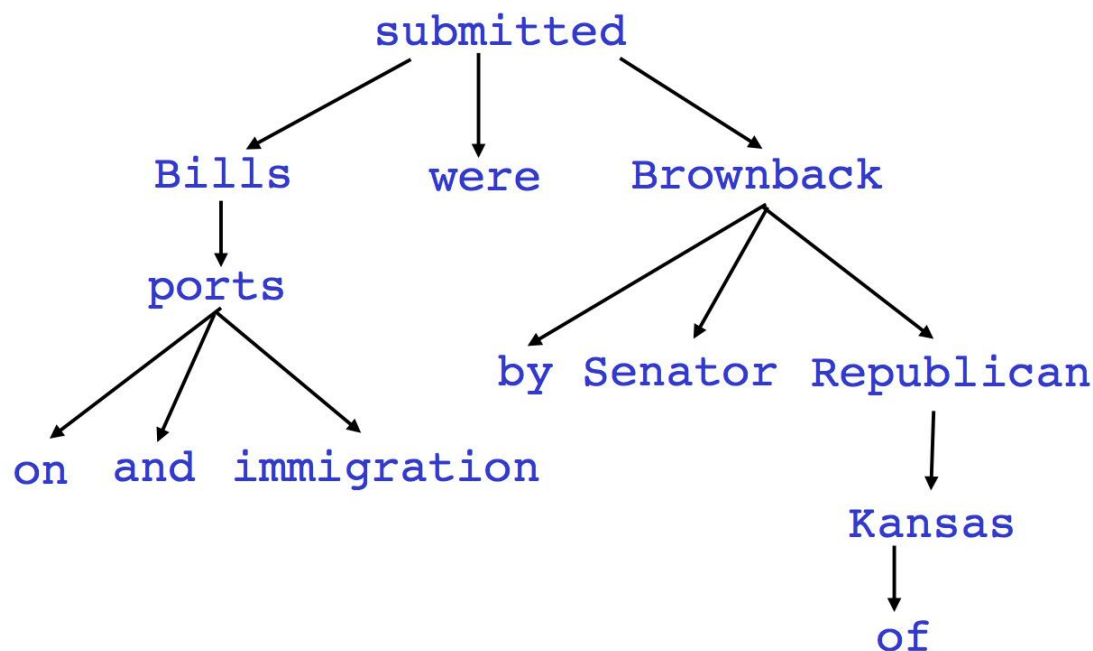 submitted
Bills were Brownback
ports
by Senator Republican
on and immigration
Kansas
of